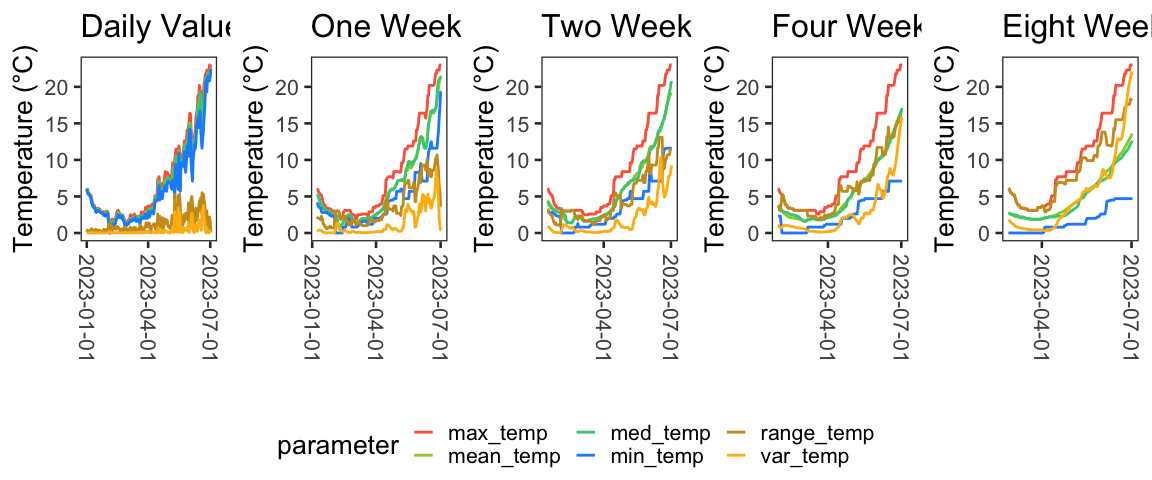 Daily Value
One Week
Two Week
Four Week
Eight Week
Temperature (°C)
20
15
10
5
0
2023-01-01
2023-04-01
2023-07-01
Temperature (°C)
20
15
10
5
0
2023-01-01
2023-04-01
2023-07-01
Temperature (°C)
20
15
10
5
0
2023-04-01
2023-07-01
Temperature (°C)
20
15
10
5
0
2023-04-01
2023-07-01
Temperature (°C)
20
15
10
5
0
2023-04-01
2023-07-01
parameter
max_temp
mean_temp
med_temp
min_temp
range_temp
var_temp